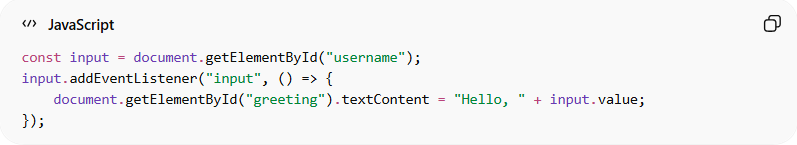 </> JavaScript
const input = document.getElementById("username");
input.addEventListener("input", () => {
    document.getElementById("greeting").textContent = "Hello, " + input.value;
});